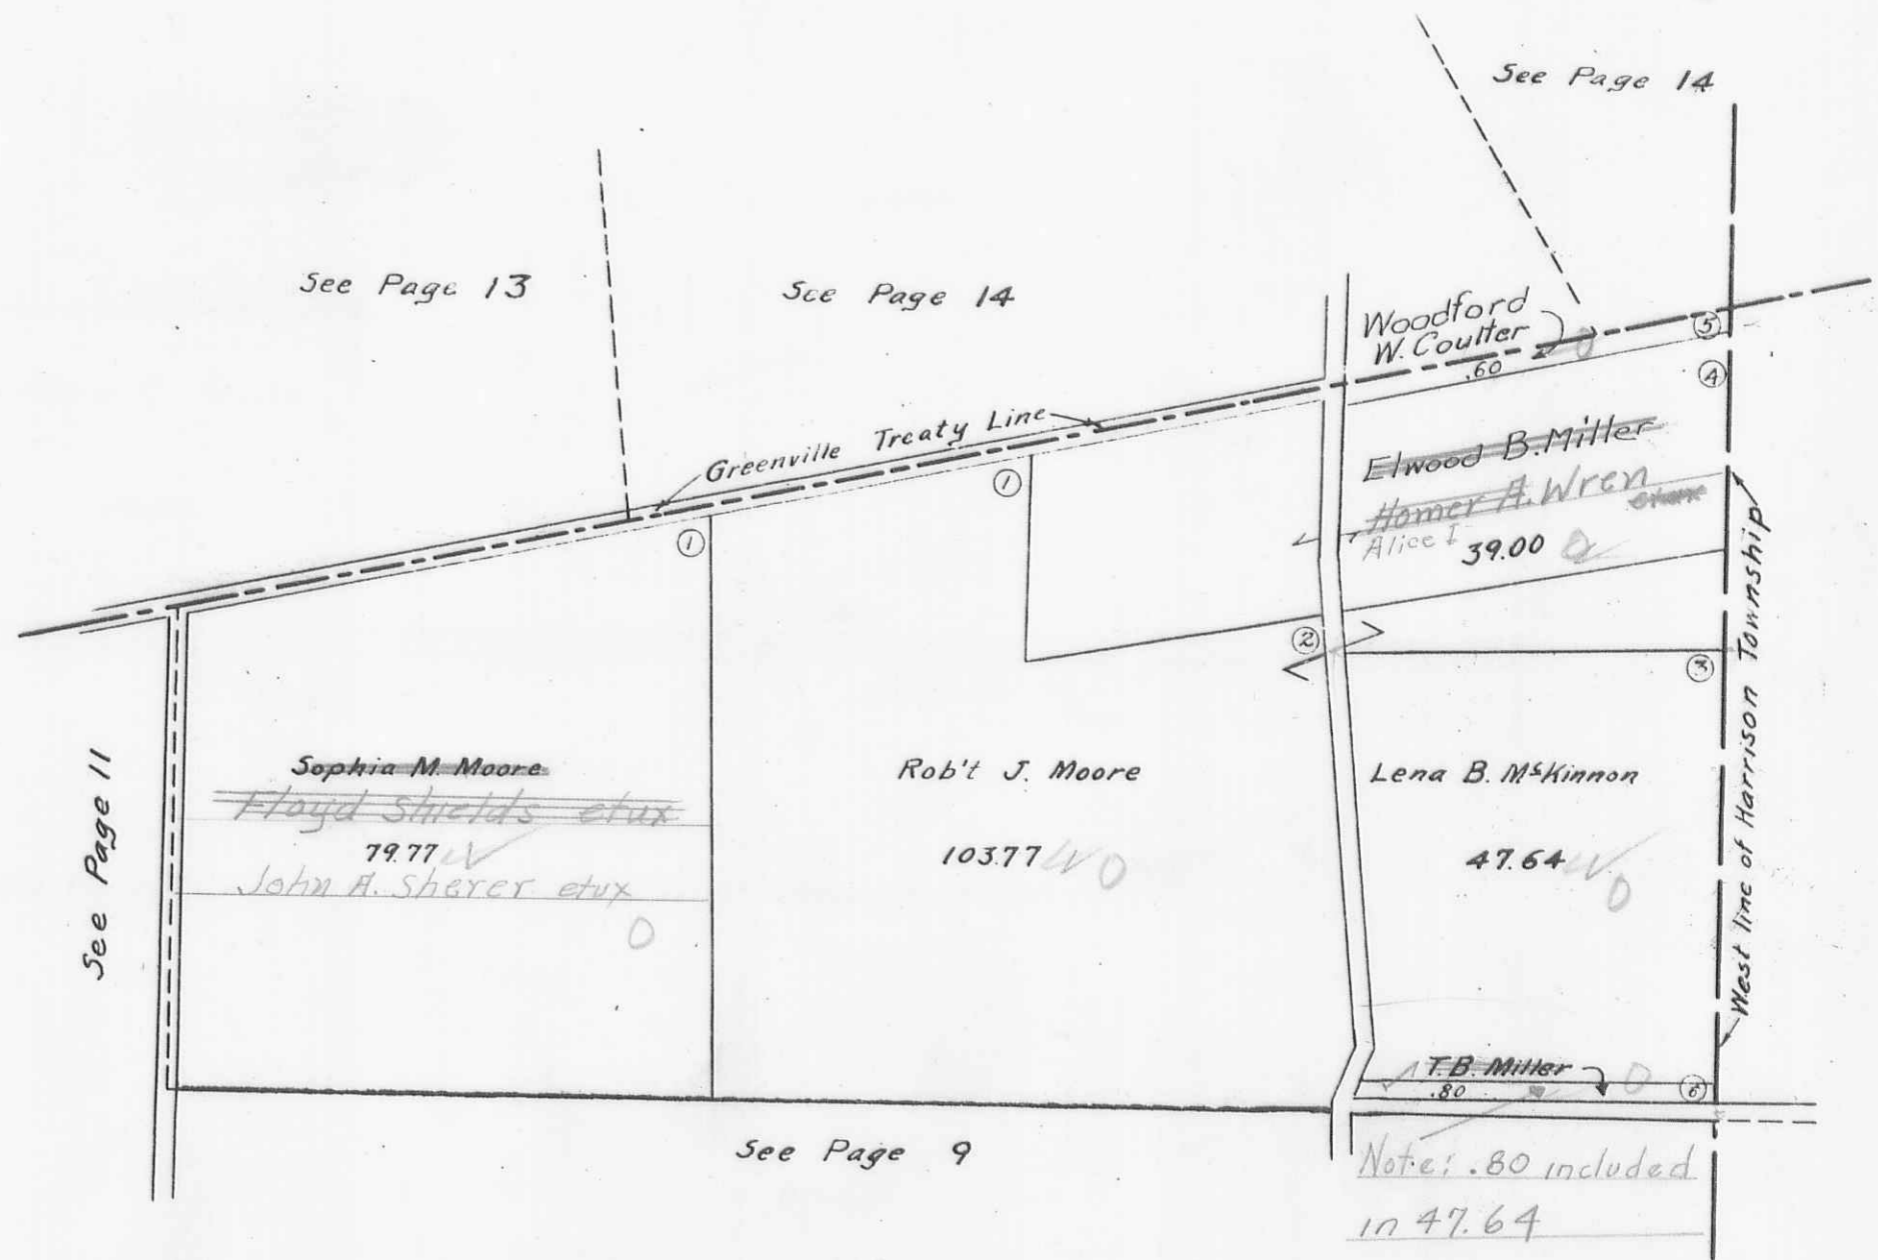 See Page 14
See Page 13
See Page 14
Woodford
W. Coulter
.60
5
4
Greenville Treaty Line
Elwood B. Miller
Homer A. Wren
etux
Alice I
39.00
1
1
2
3
West line of Harrison Township
See Page 11
Sophia M. Moore
Floyd Shields etux
79.77
John A. Sherer etux
Rob't J. Moore
103.77
Lena B. McKinnon
47.64
T.B. Miller
.80
6
See Page 9
Note: .80 included
in 47.64